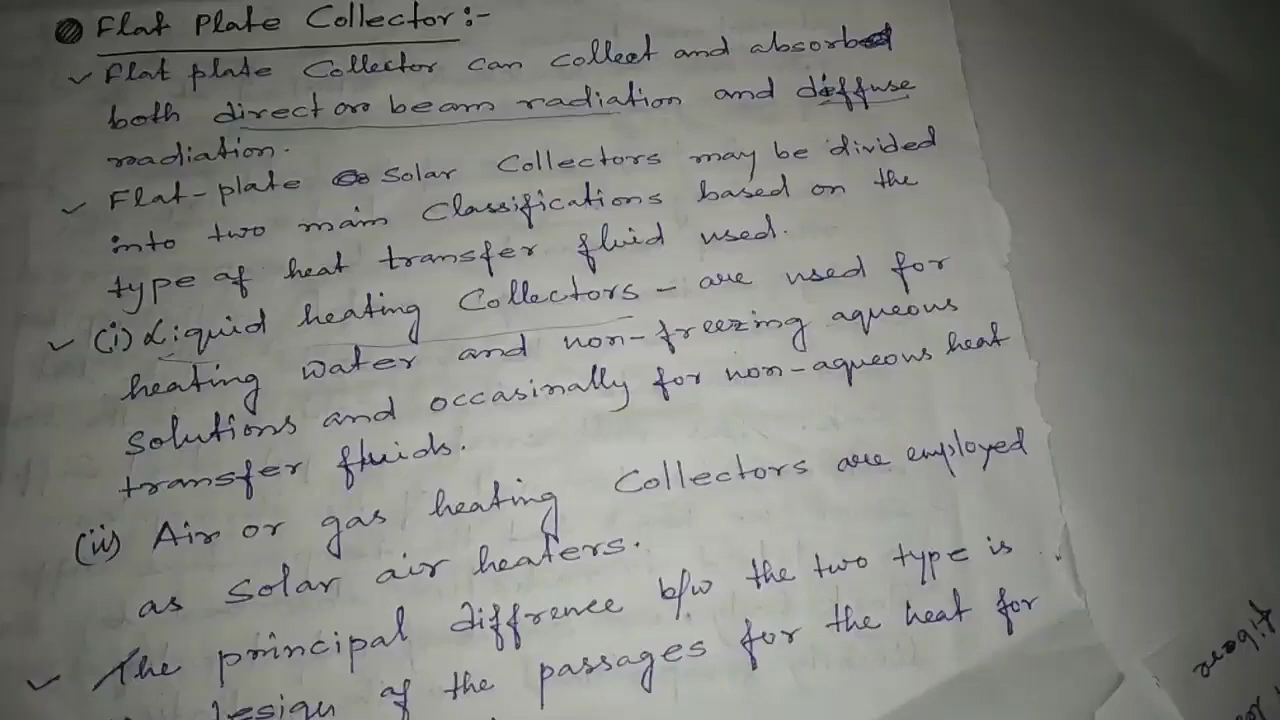 Flat Plate Collector:-
Flat plate Collector can collect and absorb
both direct or beam radiation and diffuse
radiation.
Flat-plate Solar Collectors may be divided
into two main Classifications based on the
type of heat transfer fluid used.
(i) Liquid heating Collectors - are used for
heating water and non-freezing aqueous
solutions and occasinally for non-aqueous heat
transfer fluids.
(ii) Air or gas heating Collectors are employed
as Solar air heaters.
The principal diffrence b/w the two type is
design of the passages for the heat for